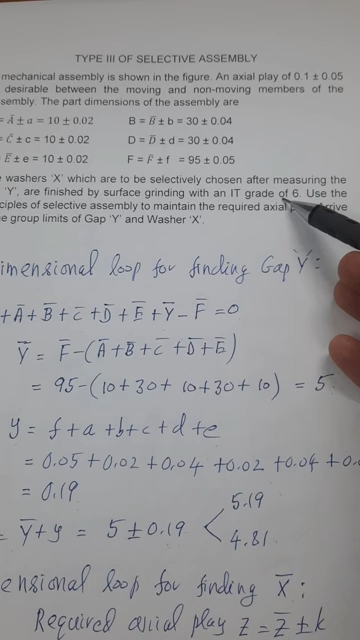 TYPE III OF SELECTIVE ASSEMBLY
mechanical assembly is shown in the figure. An axial play of 0.1 ± 0.05
desirable between the moving and non-moving members of the
sembly. The part dimensions of the assembly are
= A̅ ± a = 10 ± 0.02 B = B̅ ± b = 30 ± 0.04
= C̅ ± c = 10 ± 0.02 D = D̅ ± d = 30 ± 0.04
E̅ ± e = 10 ± 0.02 F = F̅ ± f = 95 ± 0.05
washers 'X' which are to be selectively chosen after measuring the
'Y', are finished by surface grinding with an IT grade of 6. Use the
ciples of selective assembly to maintain the required axial
e group limits of Gap 'Y' and Washer 'X'.
imensional loop for finding Gap Y :
+ A̅ + B̅ + C̅ + D̅ + E̅ + Y̅ - F̅ = 0
Y̅ = F̅ - (A̅ + B̅ + C̅ + D̅ + E̅)
= 95 - (10 + 30 + 10 + 30 + 10) = 5
y = f + a + b + c + d + e
= 0.05 + 0.02 + 0.04 + 0.02 + 0.04 + 0.0
= 0.19
= Y̅ + y = 5 ± 0.19 < 5.19
4.81
ensional loop for finding X̅ :
Required axial play Z = Z̅ ± k